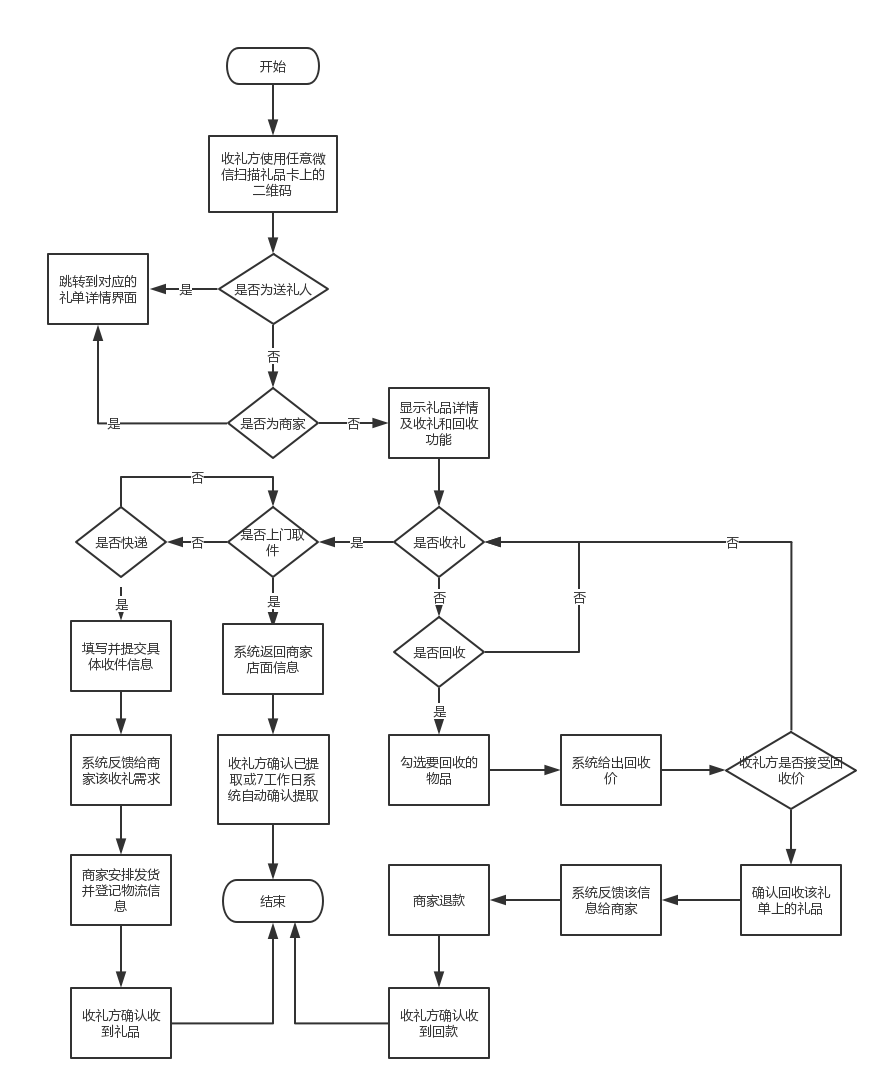 开始
收礼方使用任意微
信扫描礼品卡上的
二维码
跳转到对应的
礼单详情界面
是
是否为送礼人
否
是
是否为商家
否
显示礼品详情
及收礼和回收
功能
否
是否快递
否
是否上门取
件
是
是否收礼
否
是
是
否
否
填写并提交具
体收件信息
系统返回商家
店面信息
是否回收
是
系统反馈给商
家该收礼需求
收礼方确认已提
取或7工作日系
统自动确认提取
勾选要回收的
物品
系统给出回收
价
收礼方是否接受回
收价
商家安排发货
并登记物流信
息
结束
商家退款
系统反馈该信
息给商家
确认回收该礼
单上的礼品
收礼方确认收
到礼品
收礼方确认收
到回款